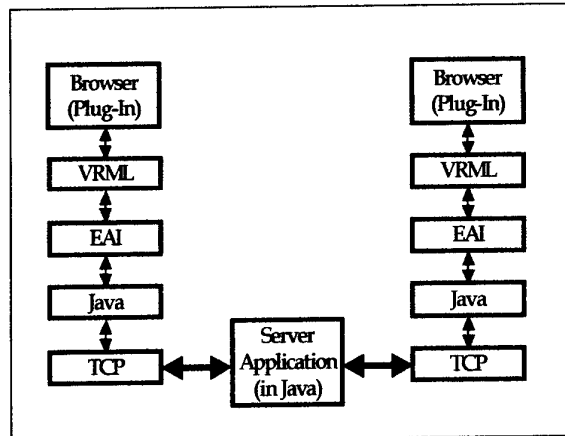 Browser
(Plug-In)
VRML
EAI
Java
TCP
Server
Application
(in Java)
Browser
(Plug-In)
VRML
EAI
Java
TCP